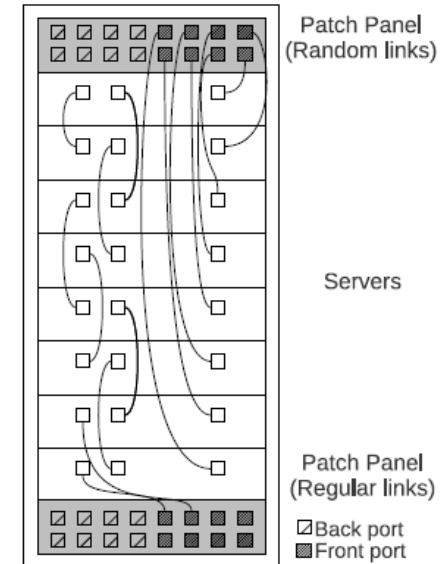 Patch Panel
(Random links)
Servers
Patch Panel
(Regular links)
Back port
Front port